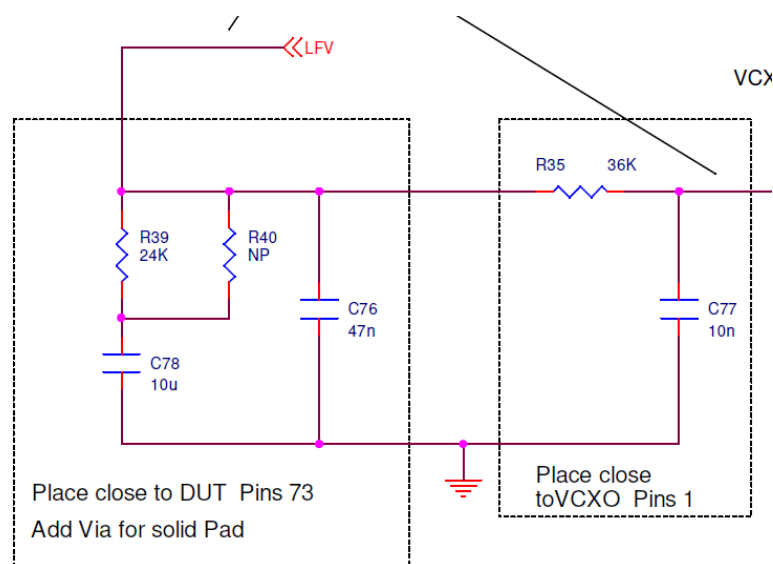 LFV
VCX
R35 36K
R39
24K
R40
NP
C76
47n
C77
10n
C78
10u
Place close to DUT  Pins 73
Add Via for solid Pad
Place close
toVCXO  Pins 1